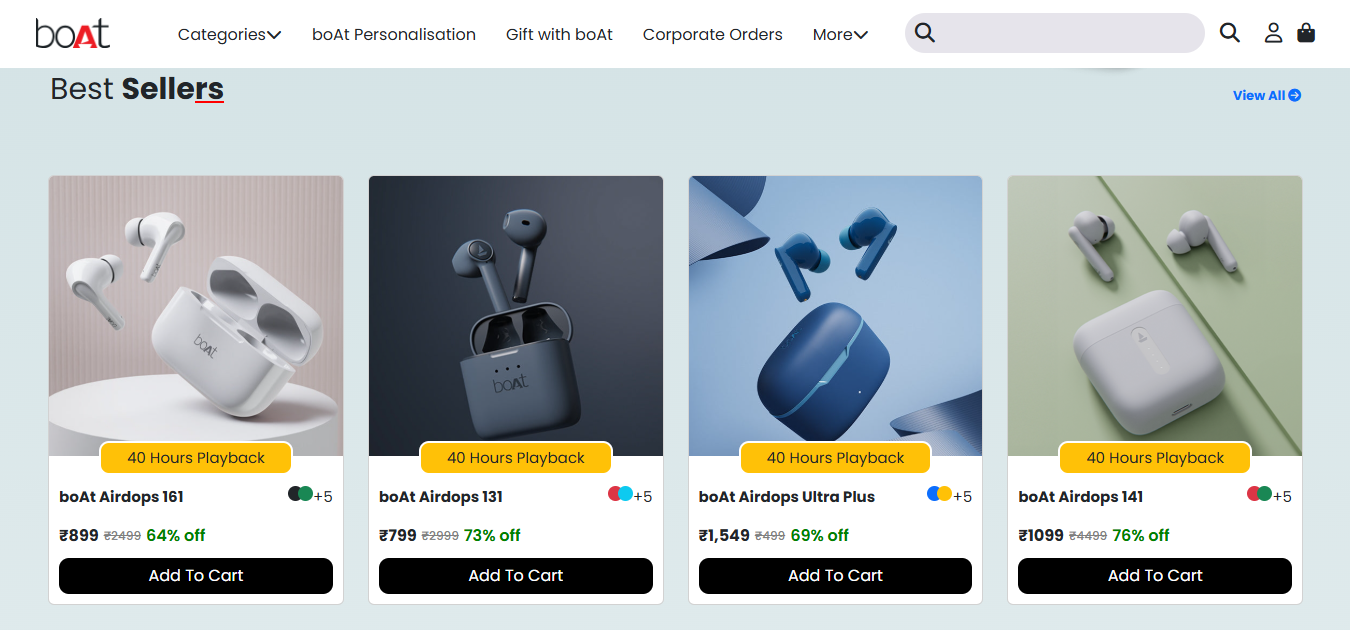 boAt
Categories boAt Personalisation Gift with boAt Corporate Orders More
Best Sellers
View All
boAt
boAt
40 Hours Playback
40 Hours Playback
40 Hours Playback
40 Hours Playback
boAt Airdops 161 +5
boAt Airdops 131 +5
boAt Airdops Ultra Plus +5
boAt Airdops 141 +5
₹899 ₹2499 64% off
₹799 ₹2999 73% off
₹1,549 ₹499 69% off
₹1099 ₹4499 76% off
Add To Cart
Add To Cart
Add To Cart
Add To Cart